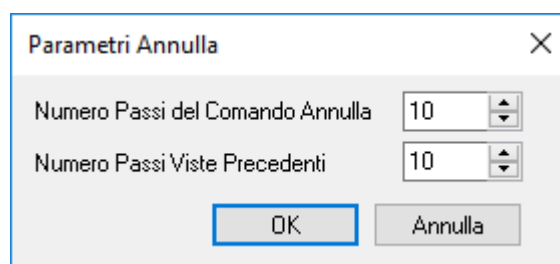 Parametri Annulla
Numero Passi del Comando Annulla 10
Numero Passi Viste Precedenti 10
OK Annulla